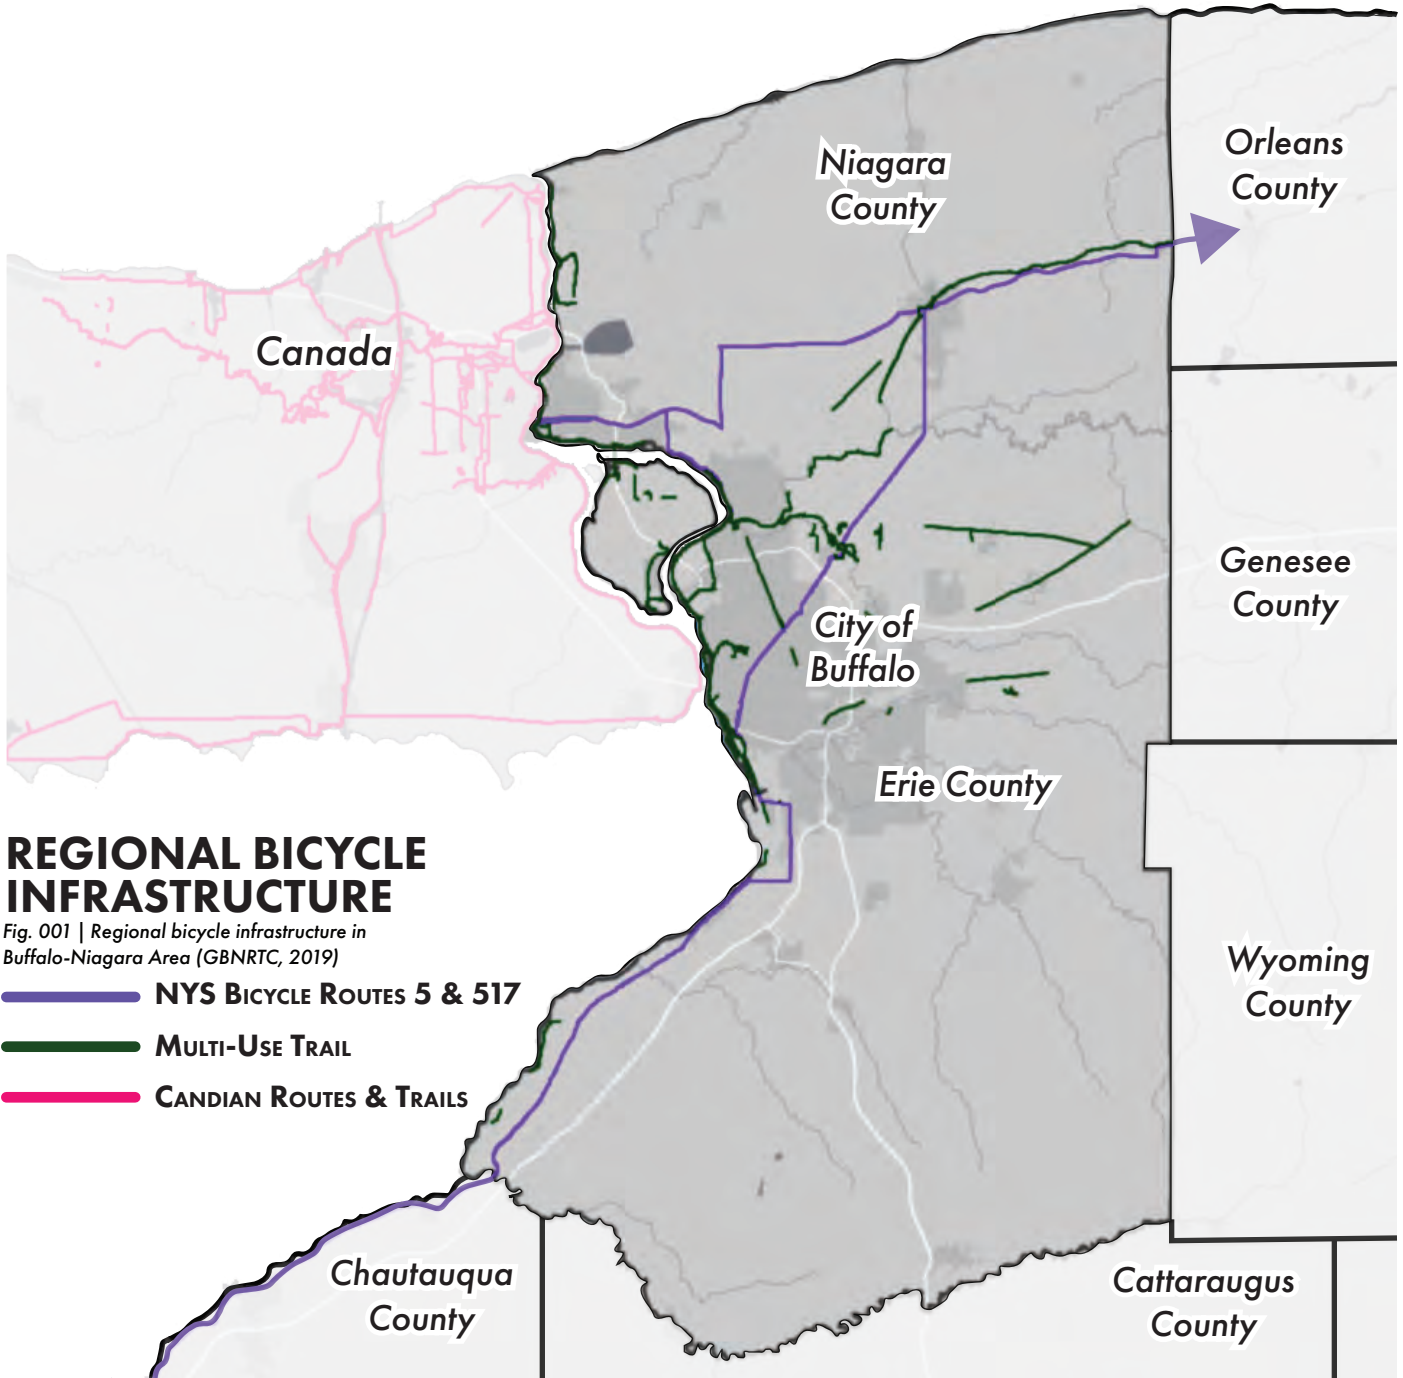 Niagara
County
Orleans
County
Canada
Genesee
County
City of
Buffalo
Erie County
REGIONAL BICYCLE
INFRASTRUCTURE
Fig. 001 | Regional bicycle infrastructure in
Buffalo-Niagara Area (GBNRTC, 2019)
NYS BICYCLE ROUTES 5 & 517
MULTI-USE TRAIL
CANDIAN ROUTES & TRAILS
Wyoming
County
Chautauqua
County
Cattaraugus
County